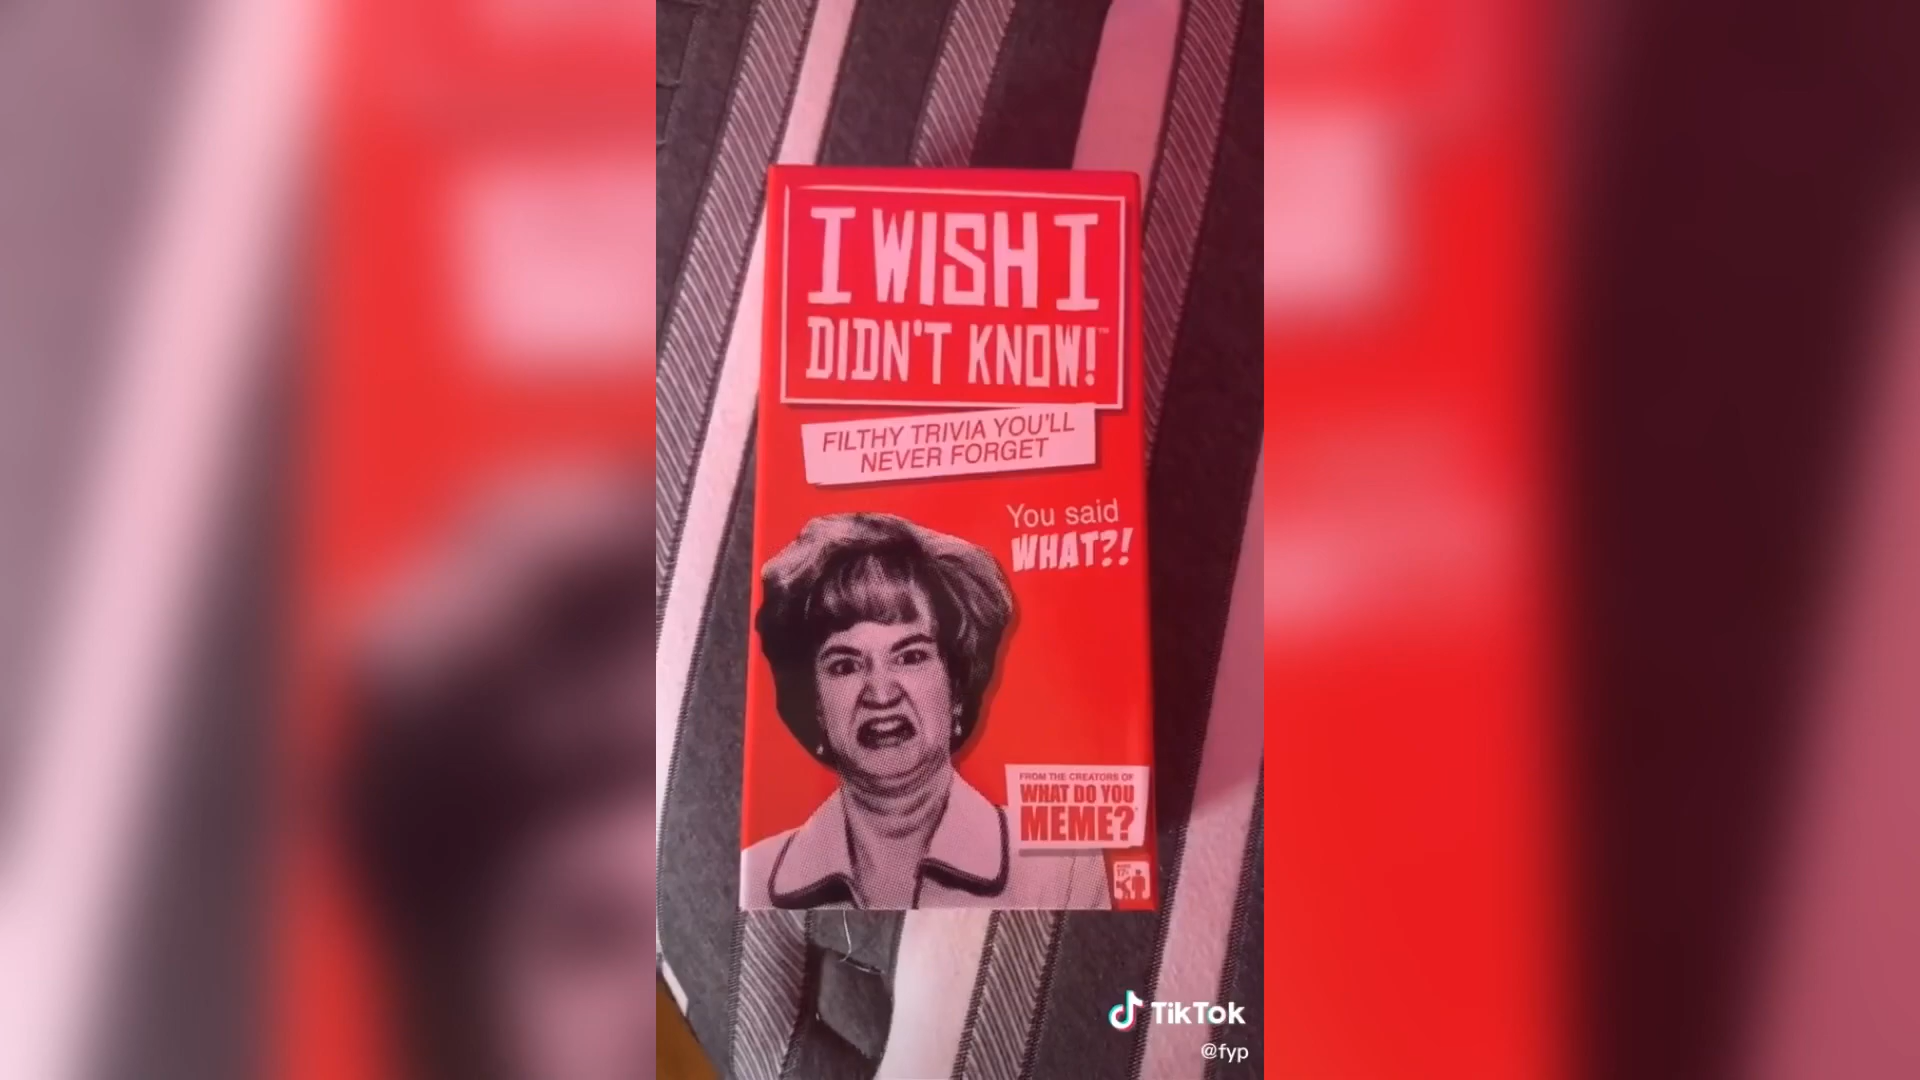 I WISH I
DIDN'T KNOW!™
FILTHY TRIVIA YOU'LL
NEVER FORGET
You said
WHAT?!
FROM THE CREATORS OF
WHAT DO YOU
MEME?
TikTok
@fyp